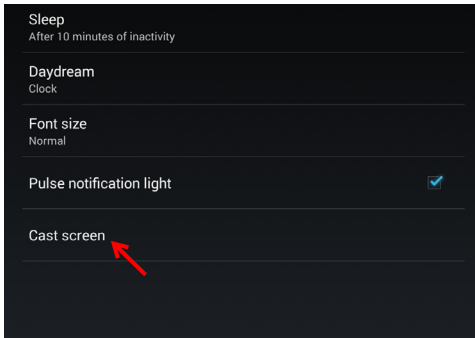 Sleep
After 10 minutes of inactivity
Daydream
Clock
Font size
Normal
Pulse notification light
Cast screen